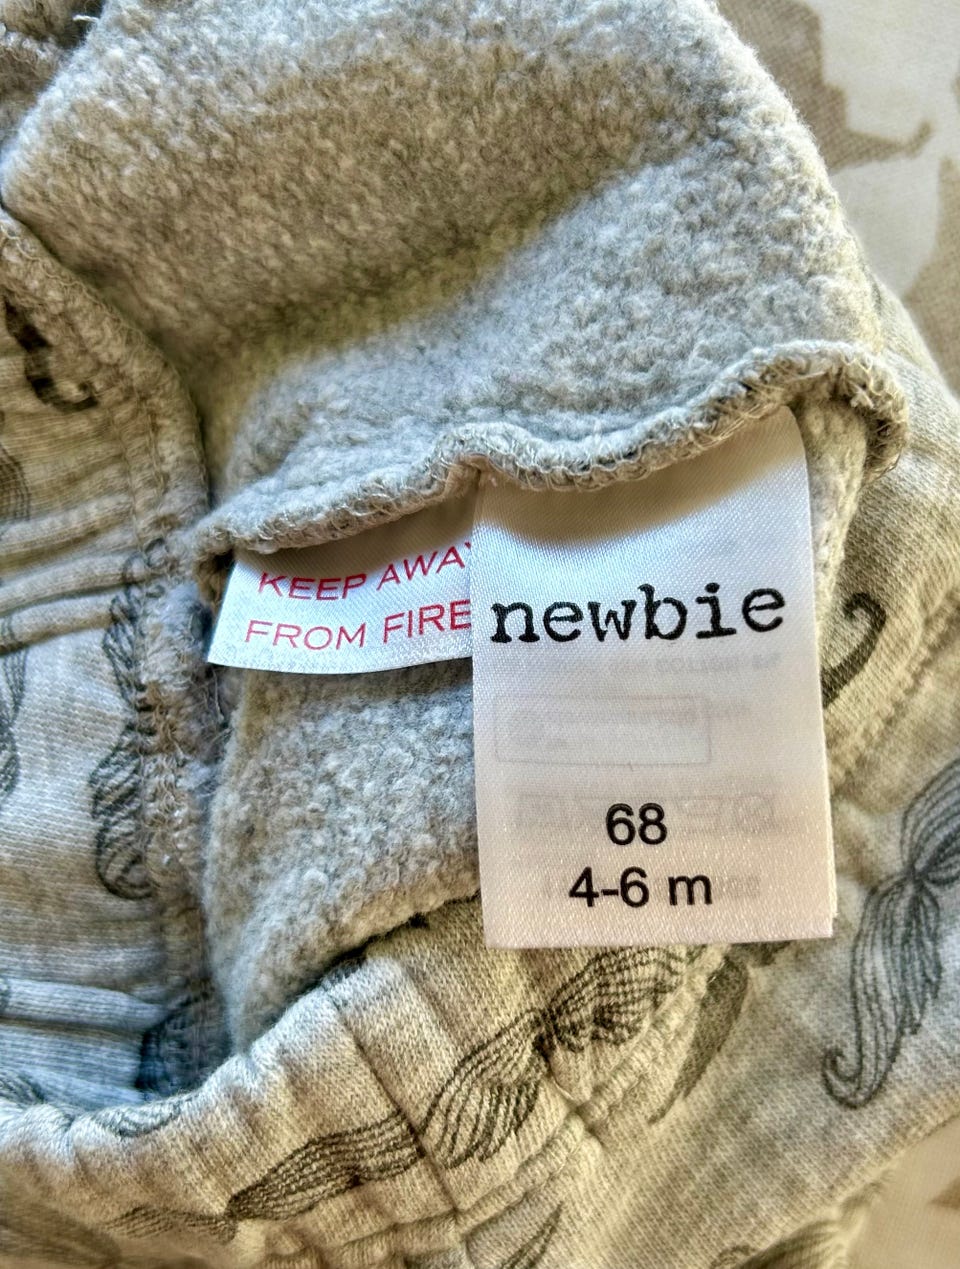 KEEP AWAY
FROM FIRE
newbie
68
4-6 m